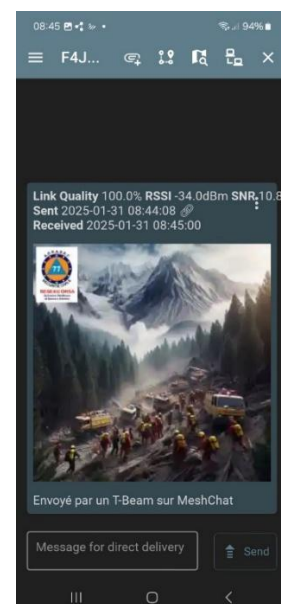 08:45
94%
F4J...
Link Quality 100.0% RSSI -34.0dBm SNR 10.8
Sent 2025-01-31 08:44:08
Received 2025-01-31 08:45:00
77
Envoyé par un T-Beam sur MeshChat
Message for direct delivery
Send